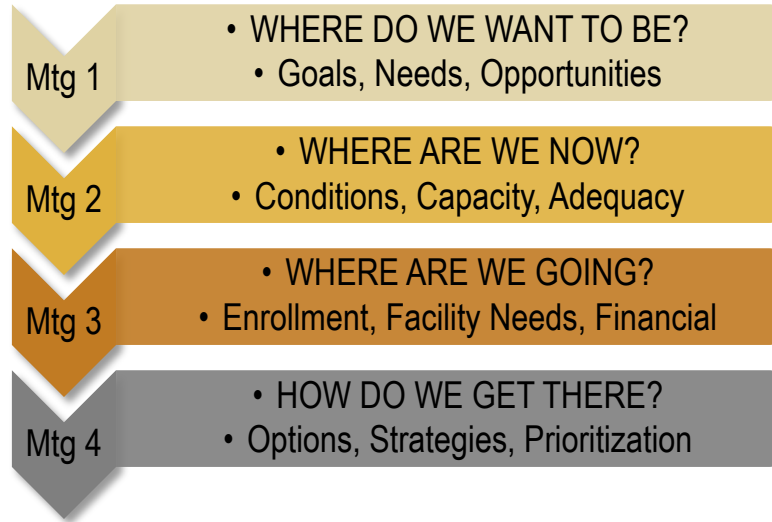 Mtg 1
• WHERE DO WE WANT TO BE?
• Goals, Needs, Opportunities
Mtg 2
• WHERE ARE WE NOW?
• Conditions, Capacity, Adequacy
Mtg 3
• WHERE ARE WE GOING?
• Enrollment, Facility Needs, Financial
Mtg 4
• HOW DO WE GET THERE?
• Options, Strategies, Prioritization